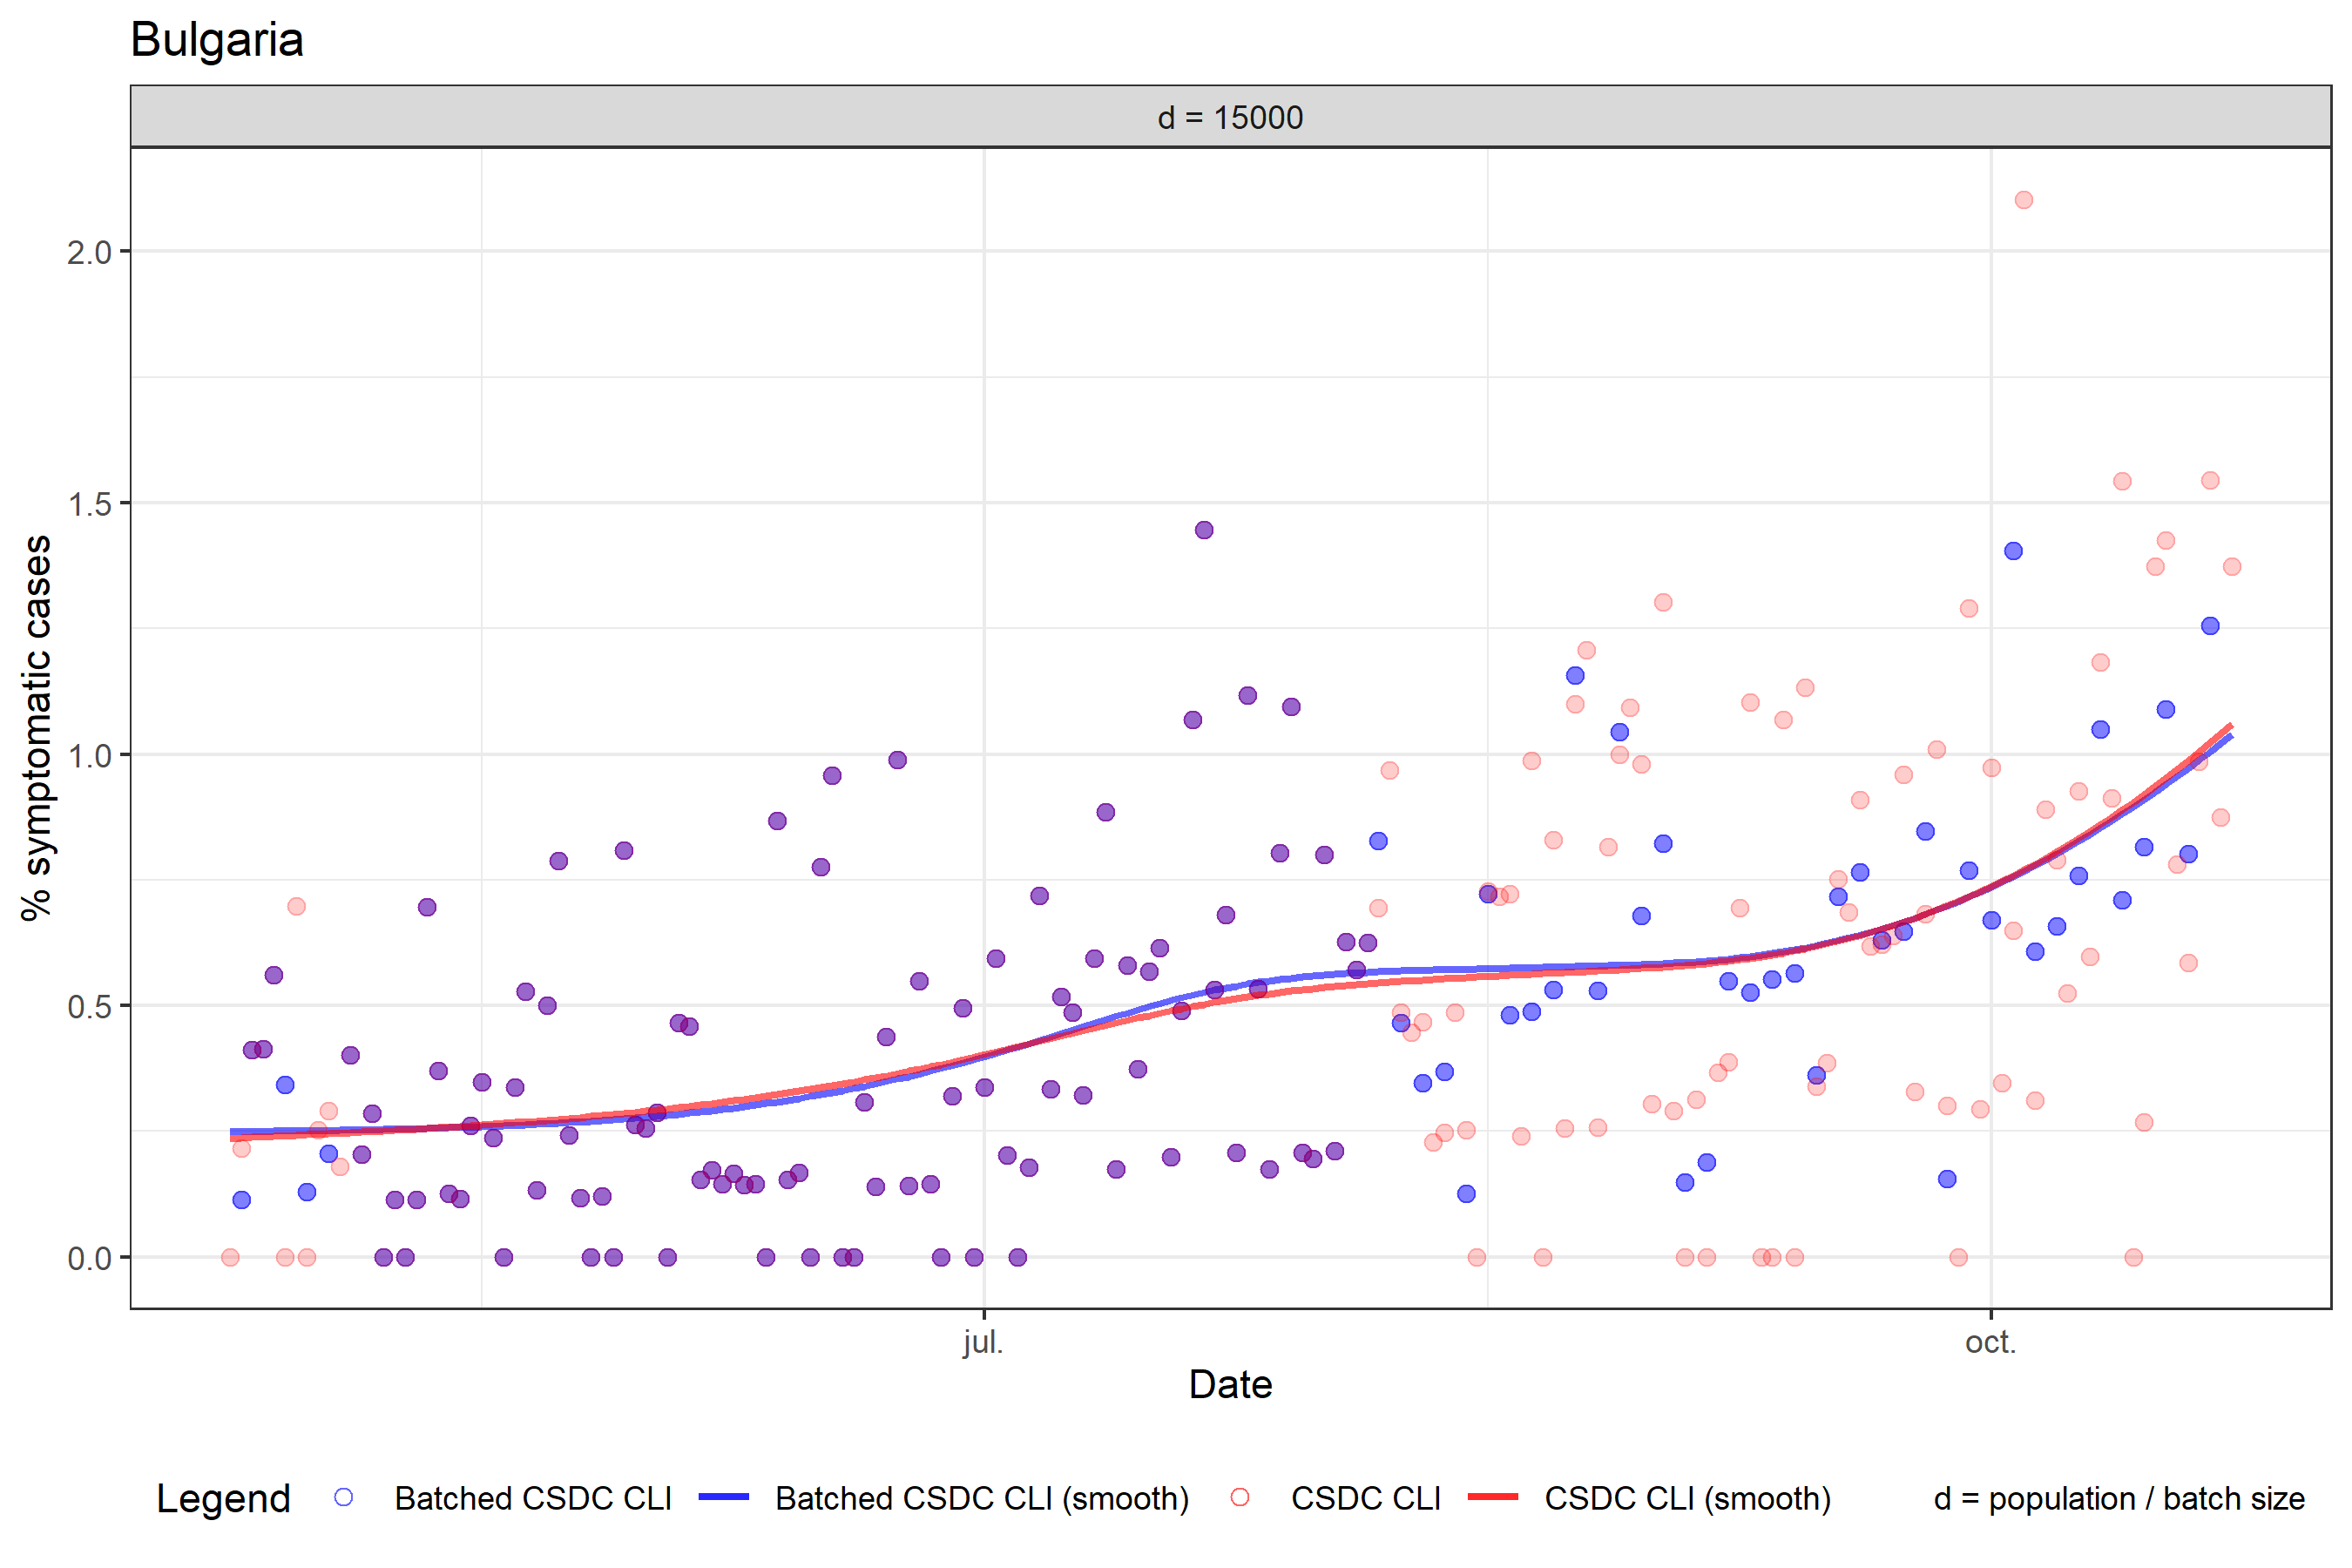 Bulgaria
d = 15000
% symptomatic cases
2.0
1.5
1.0
0.5
0.0
jul.
oct.
Date
Legend
Batched CSDC CLI
Batched CSDC CLI (smooth)
CSDC CLI
CSDC CLI (smooth)
d = population / batch size